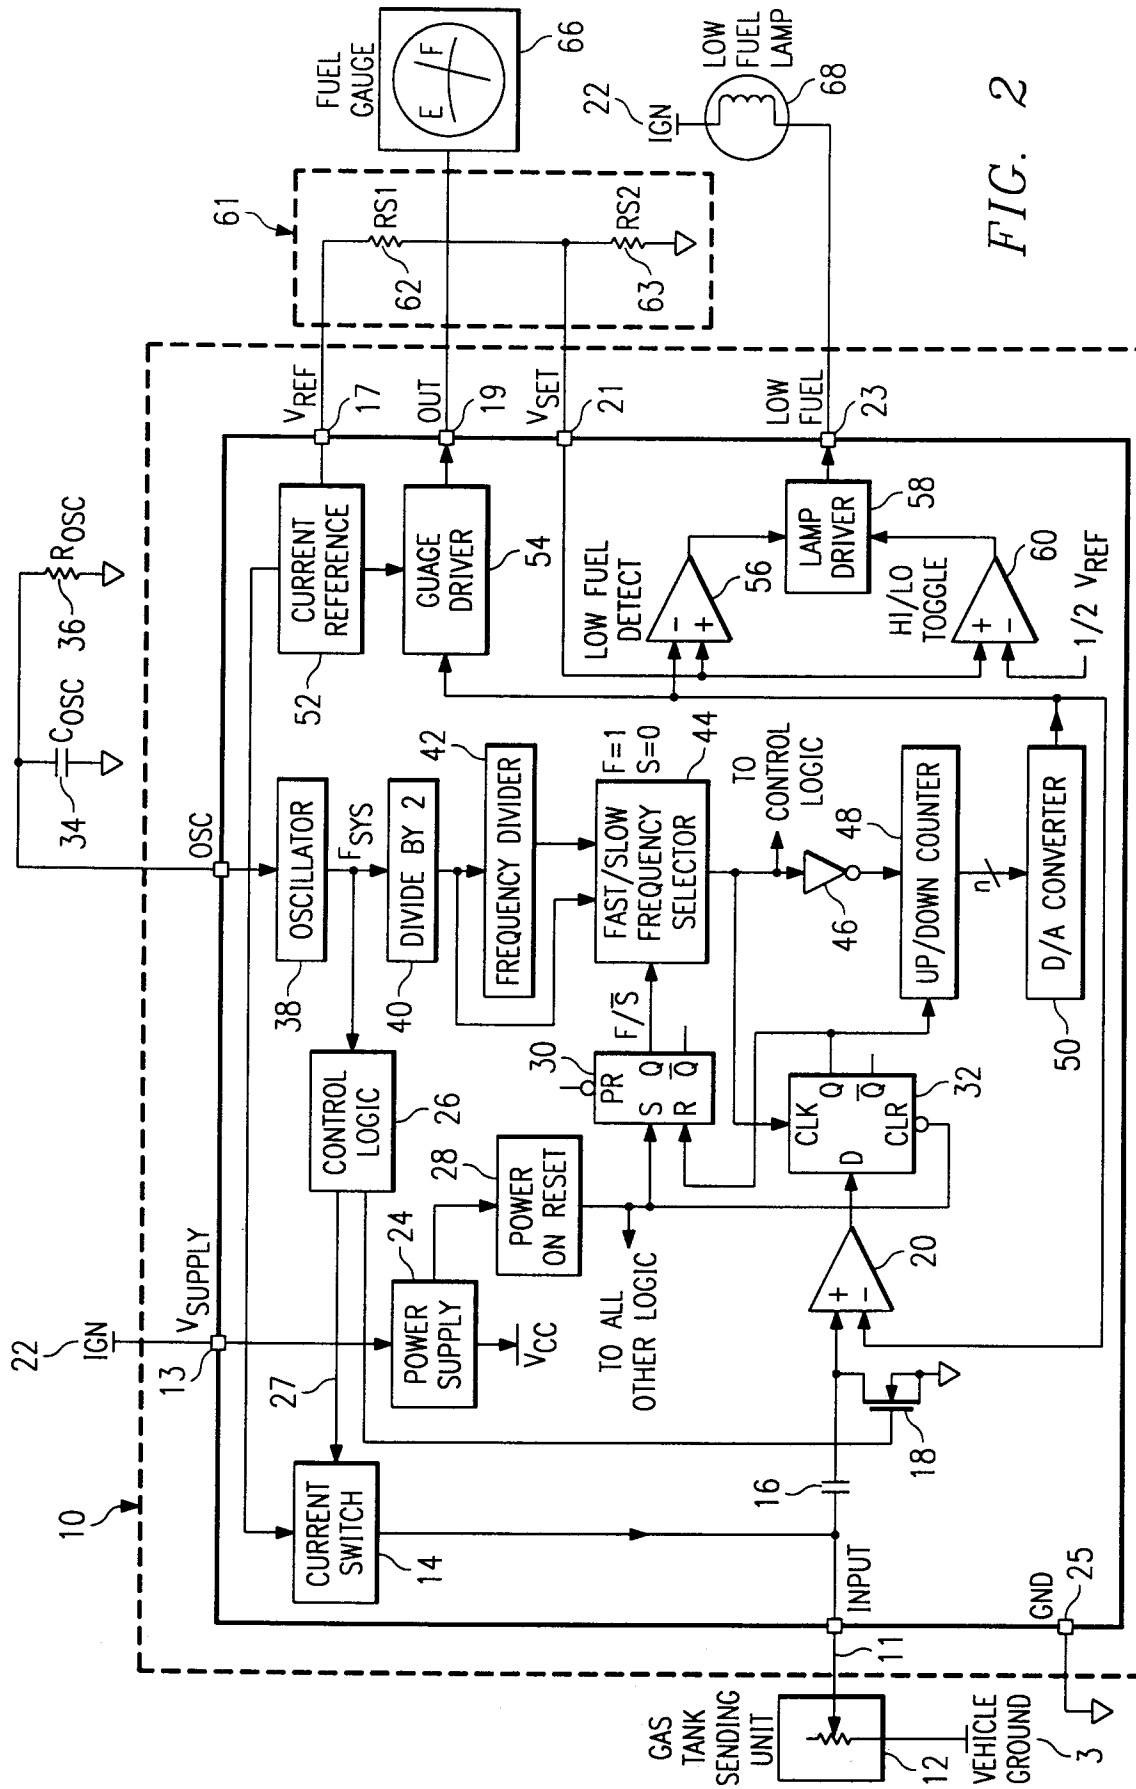 10
22
IGN
13
VSUPPLY
OSC
34
COSC
36
ROSC
61
FUEL
GAUGE
E F
66
CURRENT
SWITCH
14
27
CONTROL
LOGIC
26
OSCILLATOR
38
FSYS
CURRENT
REFERENCE
52
VREF
17
RS1
62
POWER
SUPPLY
24
VCC
POWER
ON RESET
28
DIVIDE BY 2
40
FREQUENCY DIVIDER
42
GUAGE
DRIVER
54
OUT
19
TO ALL
OTHER LOGIC
30
PR
S Q
R Q
F/S
FAST/SLOW
FREQUENCY
SELECTOR
F=1
S=0
44
LOW FUEL
DETECT
VSET
21
RS2
63
TO
CONTROL
LOGIC
-
+
56
22
IGN
LOW
FUEL
LAMP
68
GAS
TANK
SENDING
UNIT
12
VEHICLE
GROUND
3
11
INPUT
16
18
+
-
20
CLK
D
Q
Q
CLR
32
46
UP/DOWN COUNTER
48
n
LAMP
DRIVER
58
LOW
FUEL
23
HI/LO
TOGGLE
+
-
60
1/2 VREF
D/A CONVERTER
50
GND
25
FIG. 2